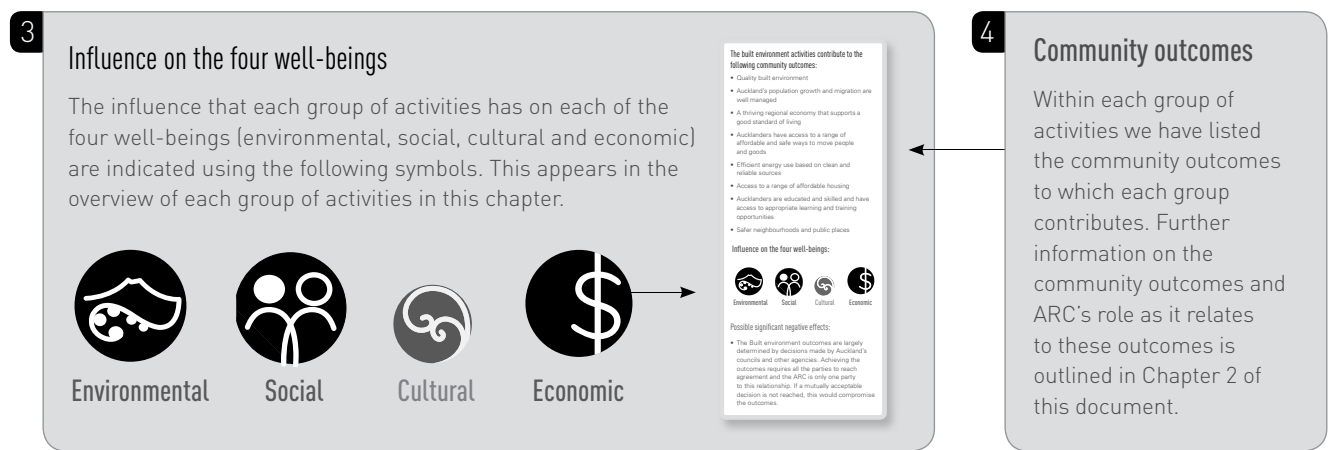 3
Influence on the four well-beings
The influence that each group of activities has on each of the
four well-beings (environmental, social, cultural and economic)
are indicated using the following symbols. This appears in the
overview of each group of activities in this chapter.
Environmental
Social
Cultural
Economic
The built environment activities contribute to the
following community outcomes:
• Quality built environment
• Auckland's population growth and migration are
well managed
• A thriving regional economy that supports a
good standard of living
• Aucklanders have access to a range of
affordable and safe ways to move people
and goods
• Efficient energy use based on clean and
reliable sources
• Access to a range of affordable housing
• Aucklanders are educated and skilled and have
access to appropriate learning and training
opportunities
• Safer neighbourhoods and public places
Influence on the four well-beings:
Environmental
Social
Cultural
Economic
Possible significant negative effects:
• The Built environment outcomes are largely
determined by decisions made by Auckland's
councils and other agencies. Achieving the
outcomes requires all the parties to reach
agreement and the ARC is only one party
to this relationship. If a mutually acceptable
decision is not reached, this would compromise
the outcomes.
4
Community outcomes
Within each group of
activities we have listed
the community outcomes
to which each group
contributes. Further
information on the
community outcomes and
ARC's role as it relates
to these outcomes is
outlined in Chapter 2 of
this document.